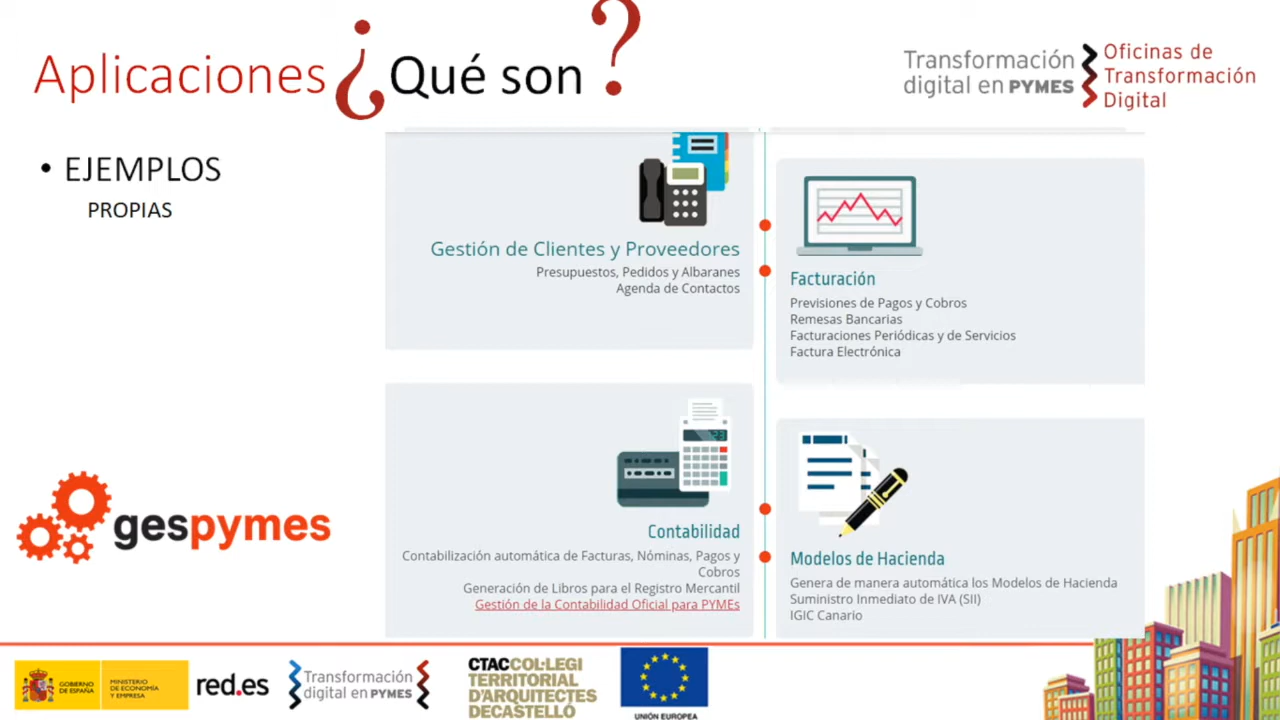 Aplicaciones ¿Qué son?
Transformación
digital en PYMES
Oficinas de
Transformación
Digital
• EJEMPLOS
PROPIAS
Gestión de Clientes y Proveedores
Presupuestos, Pedidos y Albaranes
Agenda de Contactos
Facturación
Previsiones de Pagos y Cobros
Remesas Bancarias
Facturaciones Periódicas y de Servicios
Factura Electrónica
Contabilidad
Contabilización automática de Facturas, Nóminas, Pagos y
Cobros
Generación de Libros para el Registro Mercantil
Gestión de la Contabilidad Oficial para PYMEs
Modelos de Hacienda
Genera de manera automática los Modelos de Hacienda
Suministro Inmediato de IVA (SII)
IGIC Canario
gespymes
GOBIERNO
DE ESPAÑA
MINISTERIO
DE ECONOMÍA
Y EMPRESA
red.es
Transformación
digital en PYMES
CTAC COL·LEGI
TERRITORIAL
D'ARQUITECTES
DE CASTELLÓ
UNIÓN EUROPEA